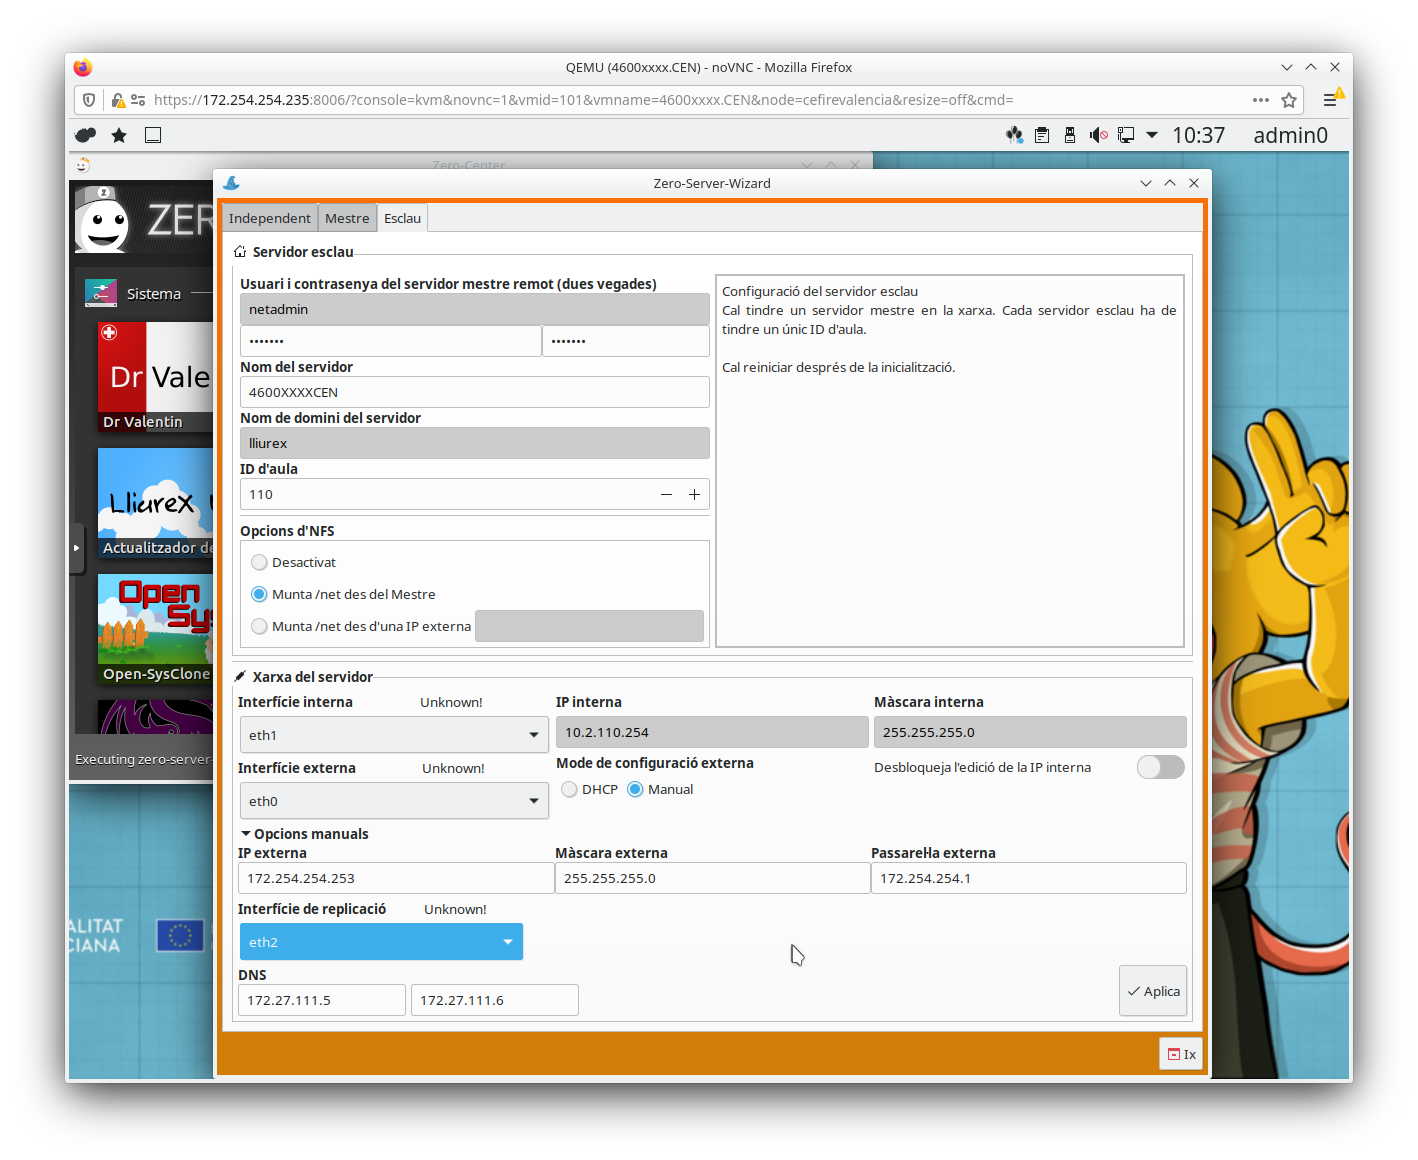 QEMU (4600xxxx.CEN) - noVNC - Mozilla Firefox
https://172.254.254.235:8006/?console=kvm&novnc=1&vmid=101&vmname=4600xxxx.CEN&node=cefirevalencia&resize=off&cmd=
10:37 admin0
Zero-Center
Zero-Server-Wizard
ZER
Sistema
Dr Vale
Dr Valentin
LliureX
Actualitzador de
Open
Sys
Open-SysClone
Executing zero-server-
ALITAT
CIANA
Independent Mestre Esclau
Servidor esclau
Usuari i contrasenya del servidor mestre remot (dues vegades)
netadmin
••••••• •••••••
Nom del servidor
4600XXXXCEN
Nom de domini del servidor
lliurex
ID d'aula
110
Opcions d'NFS
Desactivat
Munta /net des del Mestre
Munta /net des d'una IP externa
Configuració del servidor esclau
Cal tindre un servidor mestre en la xarxa. Cada servidor esclau ha de
tindre un únic ID d'aula.
Cal reiniciar després de la inicialització.
Xarxa del servidor
Interfície interna Unknown! IP interna Màscara interna
eth1 10.2.110.254 255.255.255.0
Interfície externa Unknown! Mode de configuració externa Desbloqueja l'edició de la IP interna
eth0 DHCP Manual
Opcions manuals
IP externa Màscara externa Passarel·la externa
172.254.254.253 255.255.255.0 172.254.254.1
Interfície de replicació Unknown!
eth2
DNS
172.27.111.5 172.27.111.6
Aplica
Ix